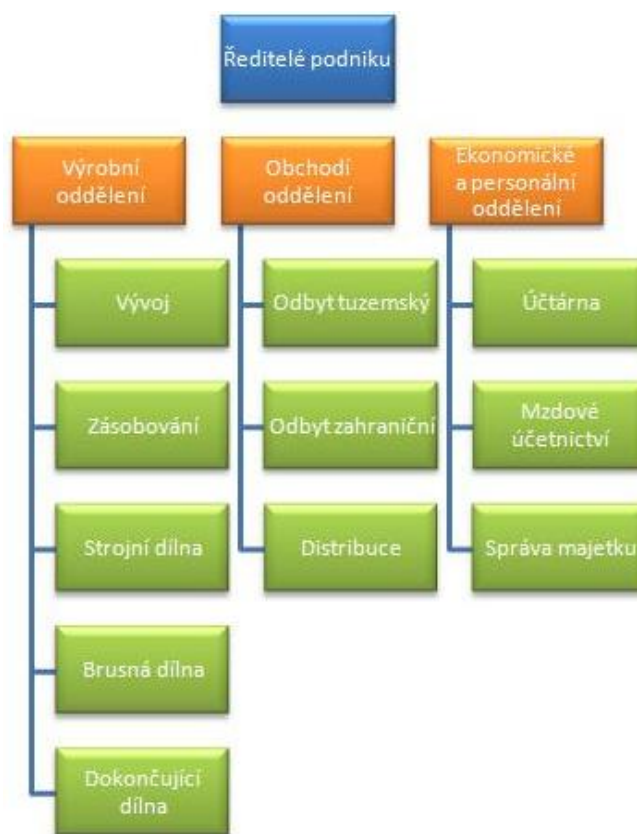 Ředitelé podniku
Výrobní
oddělení
Vývoj
Zásobování
Strojní dílna
Brusná dílna
Dokončující
dílna
Obchodí
oddělení
Odbyt tuzemský
Odbyt zahraniční
Distribuce
Ekonomické
a personální
oddělení
Účtárna
Mzdové
účetnictví
Správa majetku